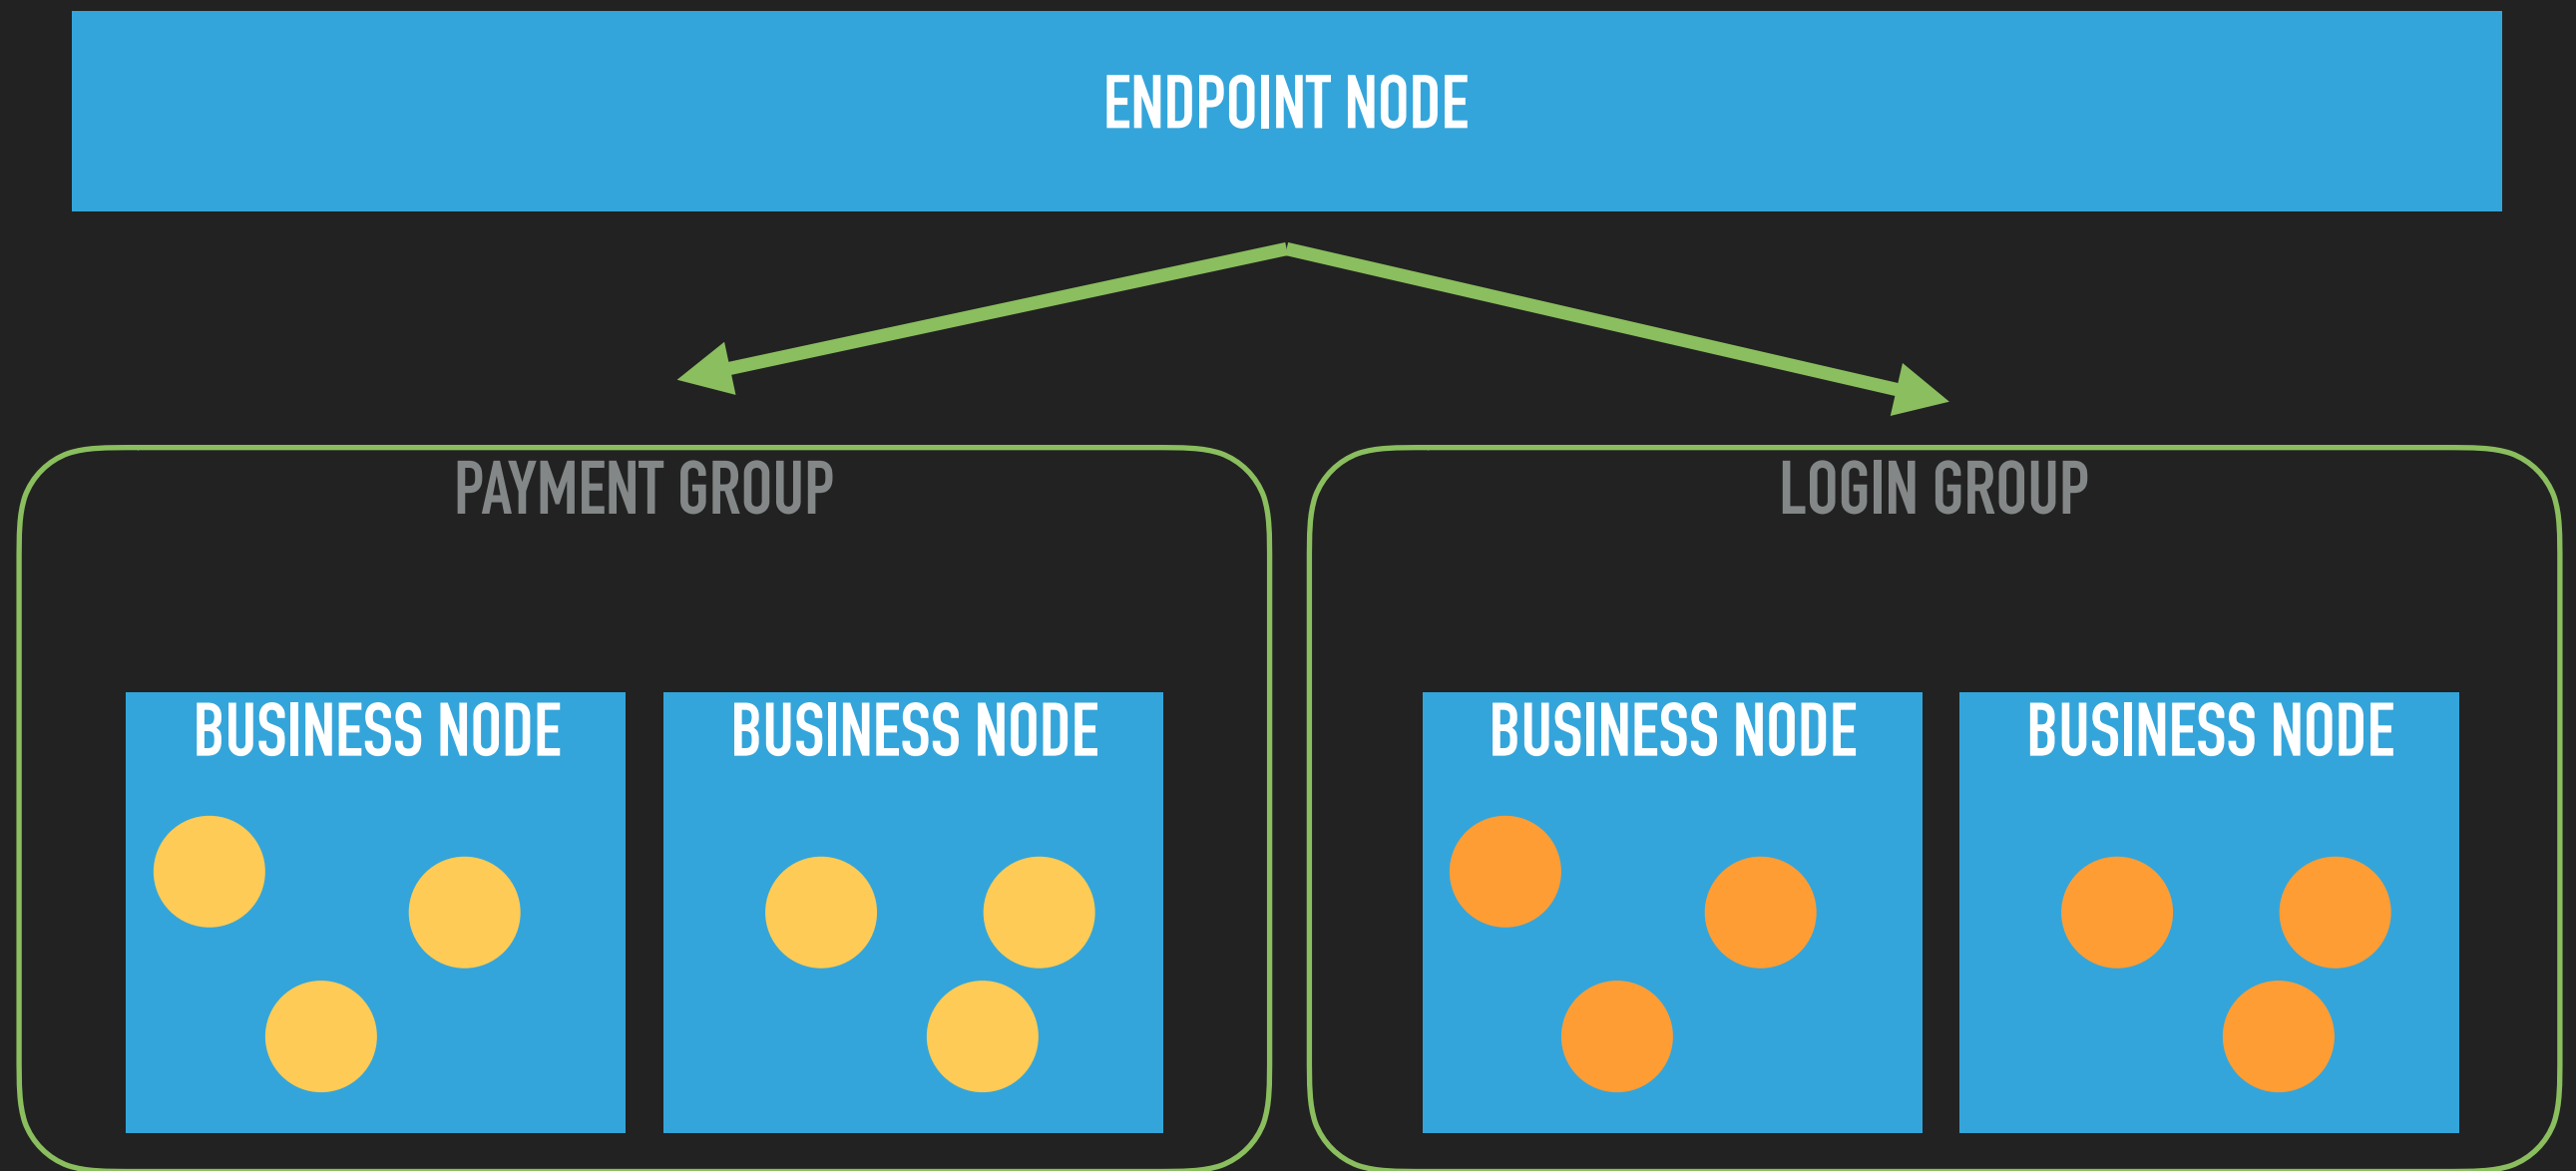 ENDPOINT NODE
PAYMENT GROUP
LOGIN GROUP
BUSINESS NODE
BUSINESS NODE
BUSINESS NODE
BUSINESS NODE